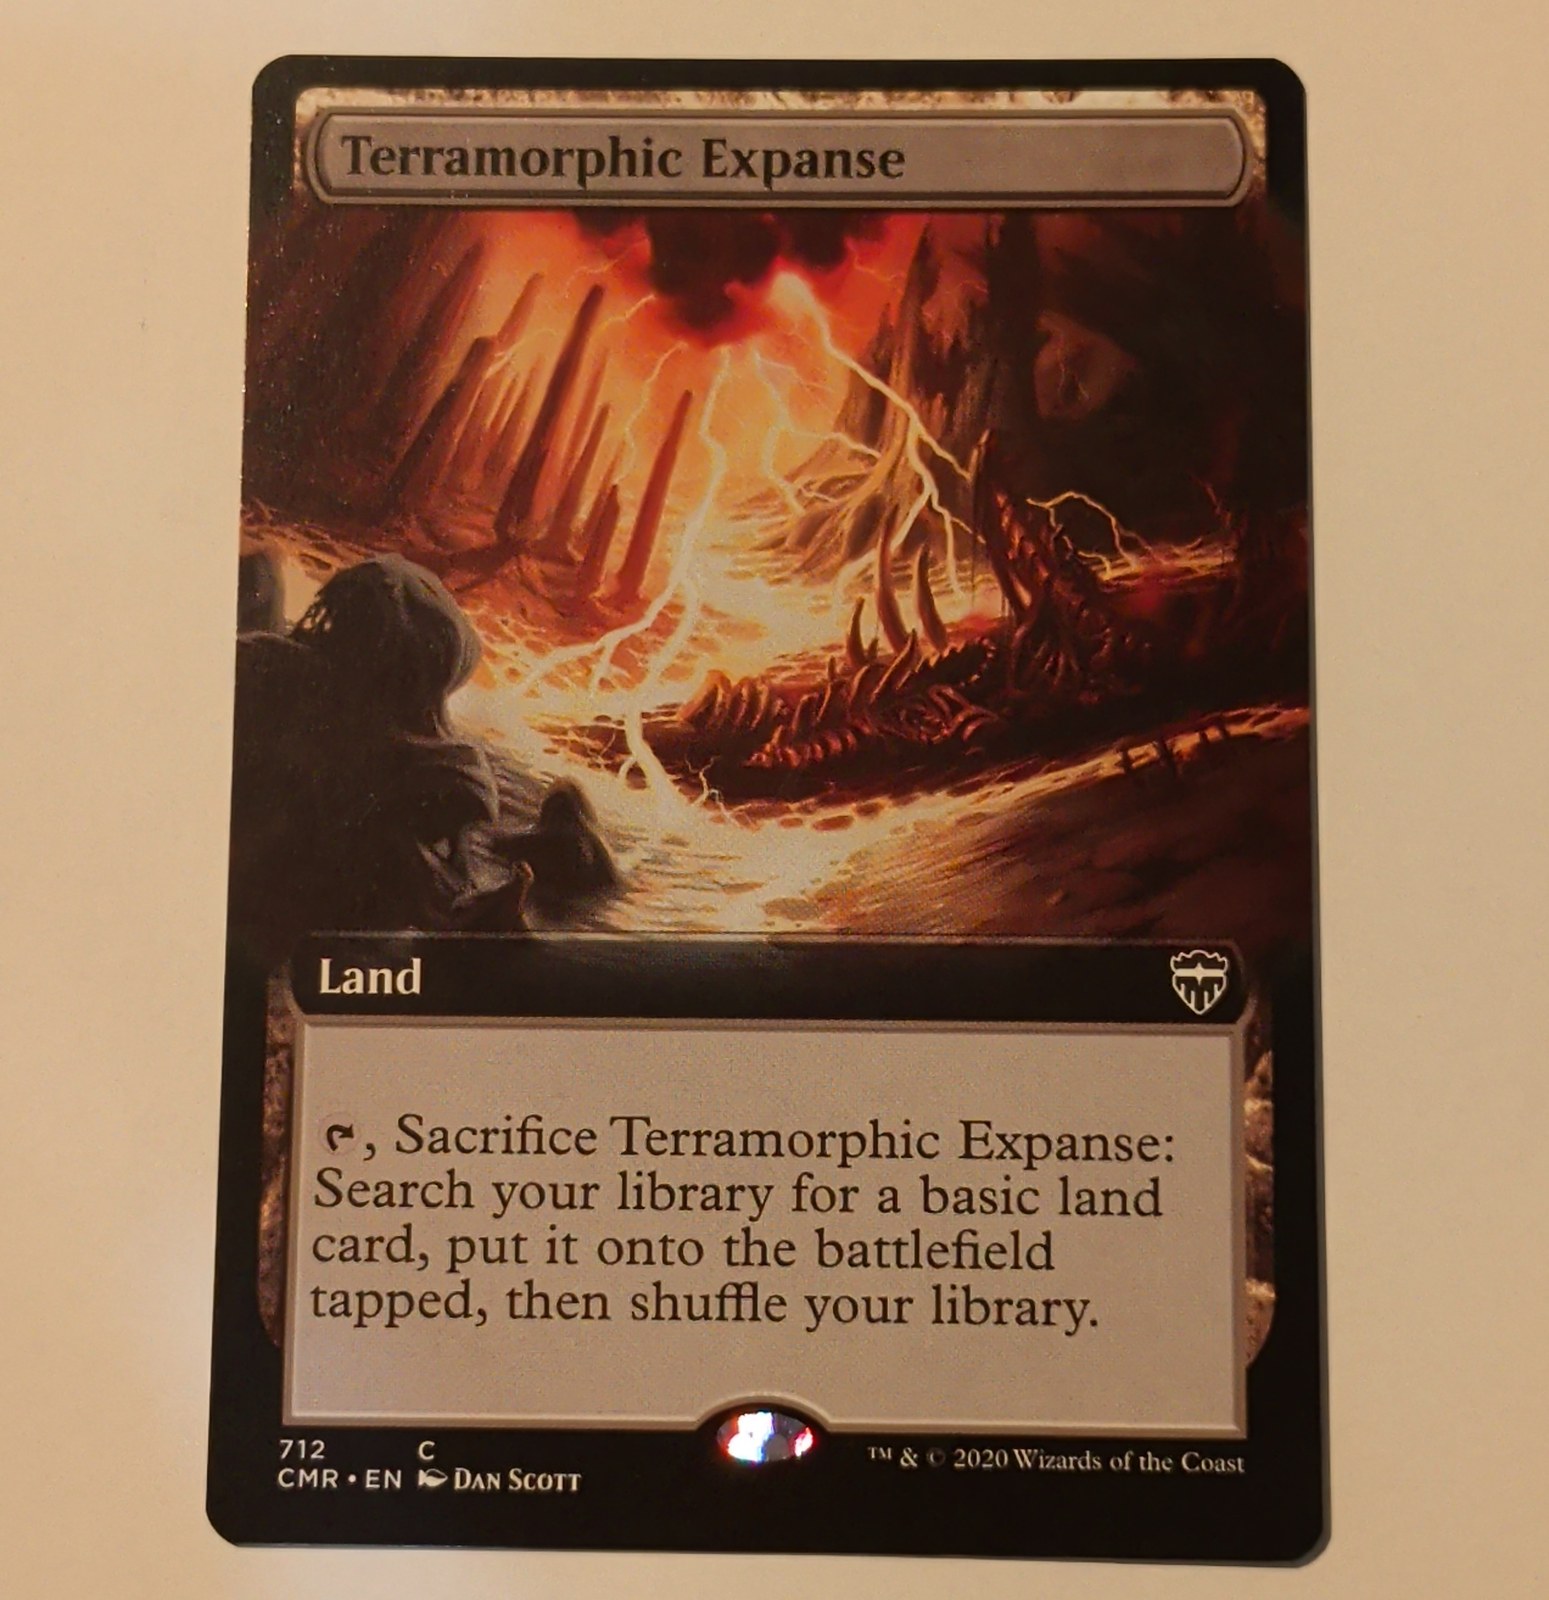 Terramorphic Expanse
Land
, Sacrifice Terramorphic Expanse:
Search your library for a basic land
card, put it onto the battlefield
tapped, then shuffle your library.
712 C
CMR • EN DAN SCOTT
™ & © 2020 Wizards of the Coast